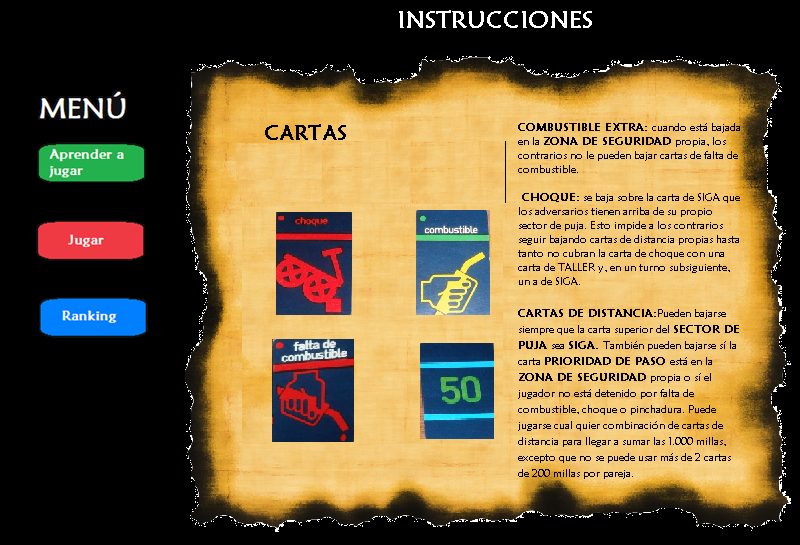 INSTRUCCIONES
MENÚ
Aprender a
jugar
Jugar
Ranking
CARTAS
choque
combustible
falta de
combustible
50
COMBUSTIBLE EXTRA: cuando está bajada
en la ZONA DE SEGURIDAD propia, los
contrarios no le pueden bajar cartas de falta de
combustible.
CHOQUE: se baja sobre la carta de SIGA que
los adversarios tienen arriba de su propio
sector de puja. Esto impide a los contrarios
seguir bajando cartas de distancia propias hasta
tanto no cubran la carta de choque con una
carta de TALLER y, en un turno subsiguiente,
un a de SIGA.
CARTAS DE DISTANCIA:Pueden bajarse
siempre que la carta superior del SECTOR DE
PUJA sea SIGA. También pueden bajarse sí la
carta PRIORIDAD DE PASO está en la
ZONA DE SEGURIDAD propia o sí el
jugador no está detenido por falta de
combustible, choque o pinchadura. Puede
jugarse cual quier combinación de cartas de
distancia para llegar a sumar las 1.000 millas,
excepto que no se puede usar más de 2 cartas
de 200 millas por pareja.